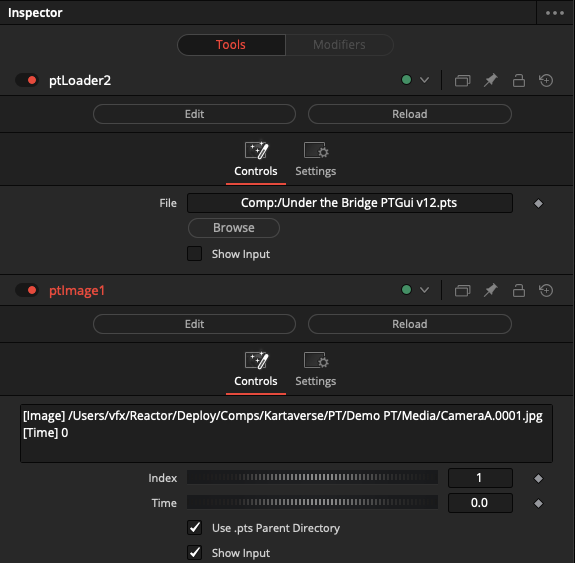 Inspector
Tools Modifiers
ptLoader2
Edit Reload
Controls Settings
File Comp:/Under the Bridge PTGui v12.pts
Browse
Show Input
ptImage1
Edit Reload
Controls Settings
[Image] /Users/vfx/Reactor/Deploy/Comps/Kartaverse/PT/Demo PT/Media/CameraA.0001.jpg
[Time] 0
Index 1
Time 0.0
Use .pts Parent Directory
Show Input